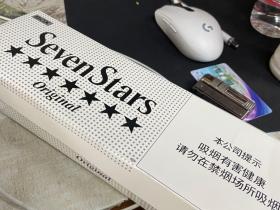 Seven Stars
★★★★★★★
Original
本公司提示
吸烟有害健康
请勿在禁烟场所吸烟
Original